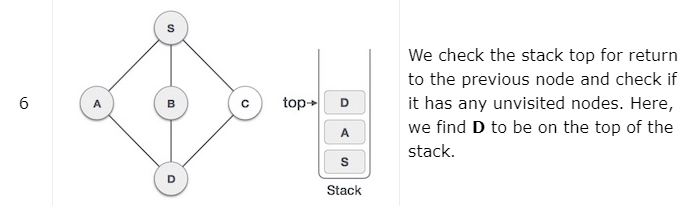 6
S
A
B
C
D
top
D
A
S
Stack
We check the stack top for return
to the previous node and check if
it has any unvisited nodes. Here,
we find D to be on the top of the
stack.